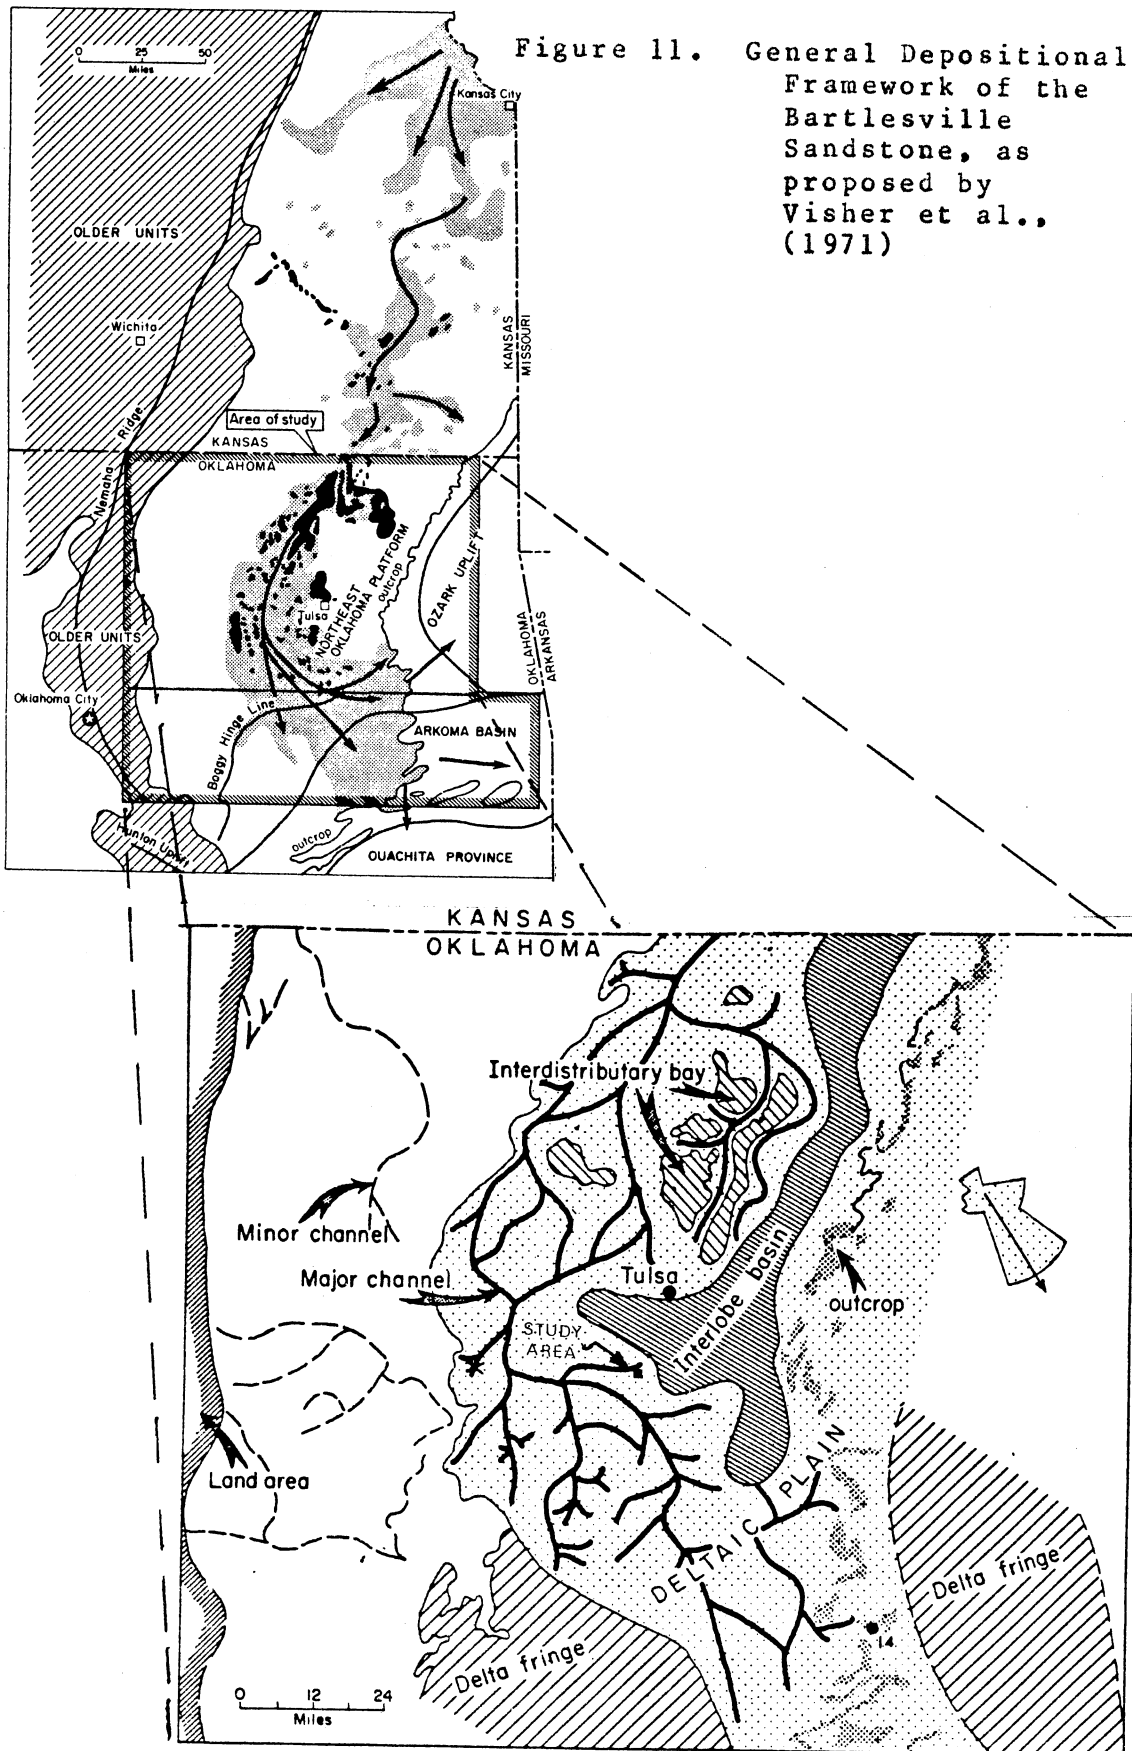 Figure 11. General Depositional
Framework of the
Bartlesville
Sandstone, as
proposed by
Visher et al.,
(1971)
0 25 50
Miles
Kansas City
OLDER UNITS
Wichita
KANSAS
MISSOURI
Nemaha Ridge
Area of study
KANSAS
OKLAHOMA
NORTHEAST
OKLAHOMA PLATFORM
outcrop
OZARK UPLIFT
Tulsa
OLDER UNITS
OKLAHOMA
ARKANSAS
Oklahoma City
Boggy Hinge Line
ARKOMA BASIN
Hunton Uplift
outcrop
OUACHITA PROVINCE
KANSAS
OKLAHOMA
Interdistributary bay
Minor channel
Major channel
Tulsa
Interlobe basin
outcrop
STUDY
AREA
Land area
DELTAIC PLAIN
Delta fringe
Delta fringe
14
0 12 24
Miles